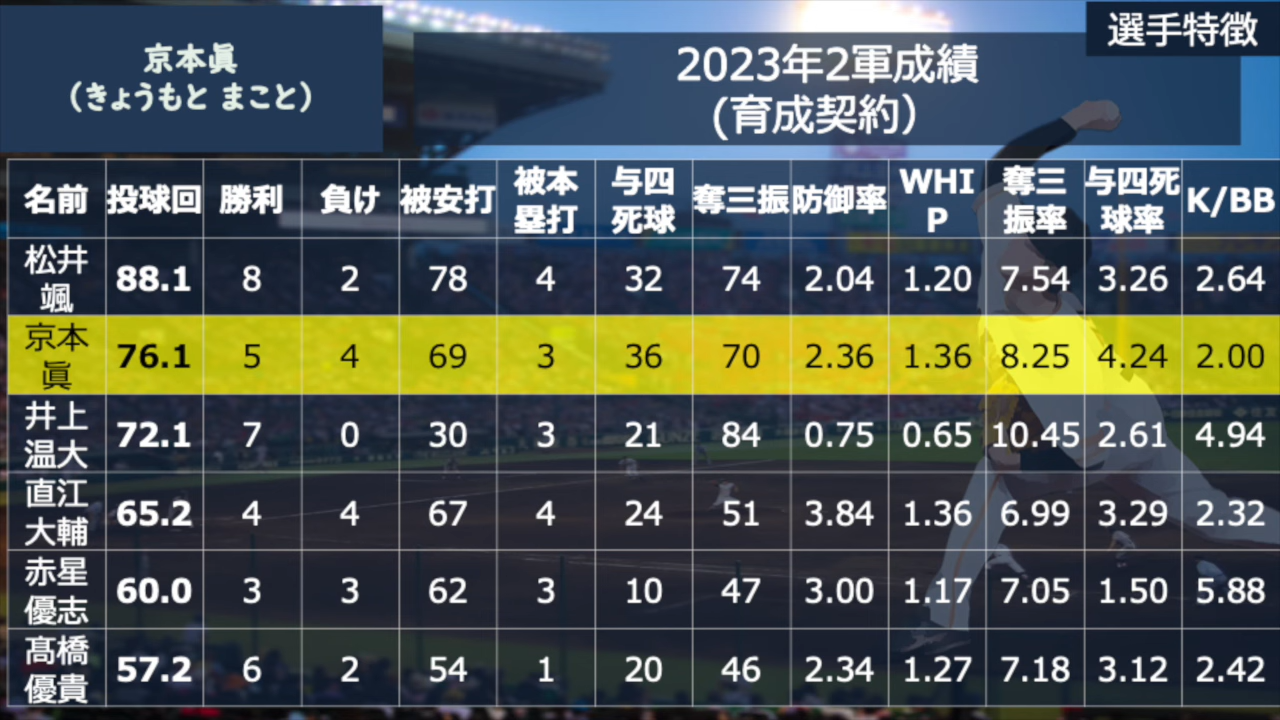 選手特徴
京本眞
（きょうもと まこと）
2023年2軍成績
(育成契約）
名前 投球回 勝利 負け 被安打 被本塁打 与四死球 奪三振 防御率 WHIP 奪三振率 与四死球率 K/BB
松井颯 88.1 8 2 78 4 32 74 2.04 1.20 7.54 3.26 2.64
京本眞 76.1 5 4 69 3 36 70 2.36 1.36 8.25 4.24 2.00
井上温大 72.1 7 0 30 3 21 84 0.75 0.65 10.45 2.61 4.94
直江大輔 65.2 4 4 67 4 24 51 3.84 1.36 6.99 3.29 2.32
赤星優志 60.0 3 3 62 3 10 47 3.00 1.17 7.05 1.50 5.88
髙橋優貴 57.2 6 2 54 1 20 46 2.34 1.27 7.18 3.12 2.42